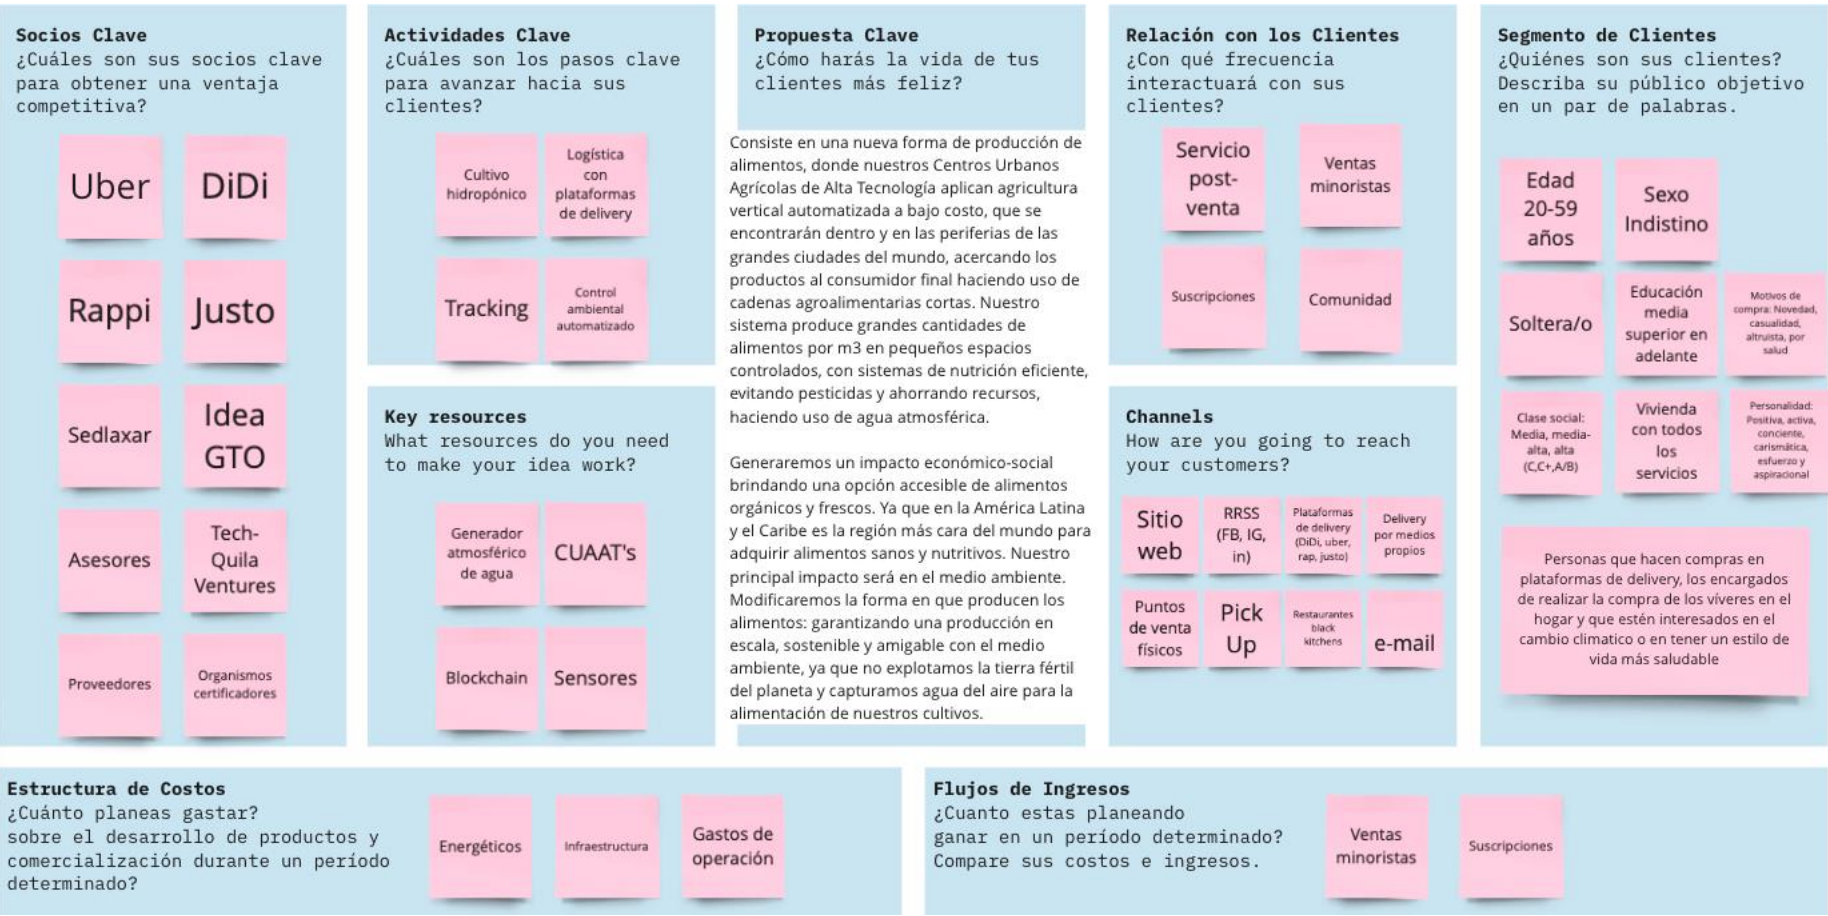 Socios Clave
¿Cuáles son sus socios clave
para obtener una ventaja
competitiva?
Uber
DiDi
Rappi
Justo
Sedlaxar
Idea
GTO
Asesores
Tech-
Quila
Ventures
Proveedores
Organismos
certificadores
Actividades Clave
¿Cuáles son los pasos clave
para avanzar hacia sus
clientes?
Cultivo
hidropónico
Logística
con
plataformas
de delivery
Tracking
Control
ambiental
automatizado
Key resources
What resources do you need
to make your idea work?
Generador
atmosférico
de agua
CUAAT's
Blockchain
Sensores
Propuesta Clave
¿Cómo harás la vida de tus
clientes más feliz?
Consiste en una nueva forma de producción de
alimentos, donde nuestros Centros Urbanos
Agrícolas de Alta Tecnología aplican agricultura
vertical automatizada a bajo costo, que se
encontrarán dentro y en las periferias de las
grandes ciudades del mundo, acercando los
productos al consumidor final haciendo uso de
cadenas agroalimentarias cortas. Nuestro
sistema produce grandes cantidades de
alimentos por m3 en pequeños espacios
controlados, con sistemas de nutrición eficiente,
evitando pesticidas y ahorrando recursos,
haciendo uso de agua atmosférica.
Generaremos un impacto económico-social
brindando una opción accesible de alimentos
orgánicos y frescos. Ya que en la América Latina
y el Caribe es la región más cara del mundo para
adquirir alimentos sanos y nutritivos. Nuestro
principal impacto será en el medio ambiente.
Modificaremos la forma en que producen los
alimentos: garantizando una producción en
escala, sostenible y amigable con el medio
ambiente, ya que no explotamos la tierra fértil
del planeta y capturamos agua del aire para la
alimentación de nuestros cultivos.
Relación con los Clientes
¿Con qué frecuencia
interactuará con sus
clientes?
Servicio
post-
venta
Ventas
minoristas
Suscripciones
Comunidad
Channels
How are you going to reach
your customers?
Sitio
web
RRSS
(FB, IG,
in)
Plataformas
de delivery
(DiDi, uber,
rap, justo)
Delivery
por medios
propios
Puntos
de venta
físicos
Pick
Up
Restaurantes
black
kitchens
e-mail
Segmento de Clientes
¿Quiénes son sus clientes?
Describa su público objetivo
en un par de palabras.
Edad
20-59
años
Sexo
Indistino
Soltera/o
Educación
media
superior en
adelante
Motivos de
compra: Novedad,
casualidad,
altruista, por
salud
Clase social:
Media, media-
alta, alta
(C,C+,A/B)
Vivienda
con todos
los
servicios
Personalidad:
Positiva, activa,
conciente,
carismática,
esfuerzo y
aspiracional
Personas que hacen compras en
plataformas de delivery, los encargados
de realizar la compra de los víveres en el
hogar y que estén interesados en el
cambio climatico o en tener un estilo de
vida más saludable
Estructura de Costos
¿Cuánto planeas gastar?
sobre el desarrollo de productos y
comercialización durante un período
determinado?
Energéticos
Infraestructura
Gastos de
operación
Flujos de Ingresos
¿Cuanto estas planeando
ganar en un período determinado?
Compare sus costos e ingresos.
Ventas
minoristas
Suscripciones